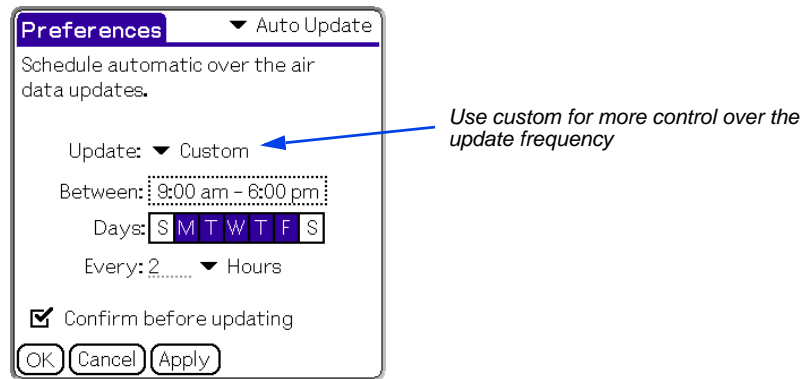 Preferences
Auto Update
Schedule automatic over the air
data updates.
Update: Custom
Between: 9:00 am - 6:00 pm
Days: S M T W T F S
Every: 2 Hours
Confirm before updating
OK Cancel Apply
Use custom for more control over the
update frequency